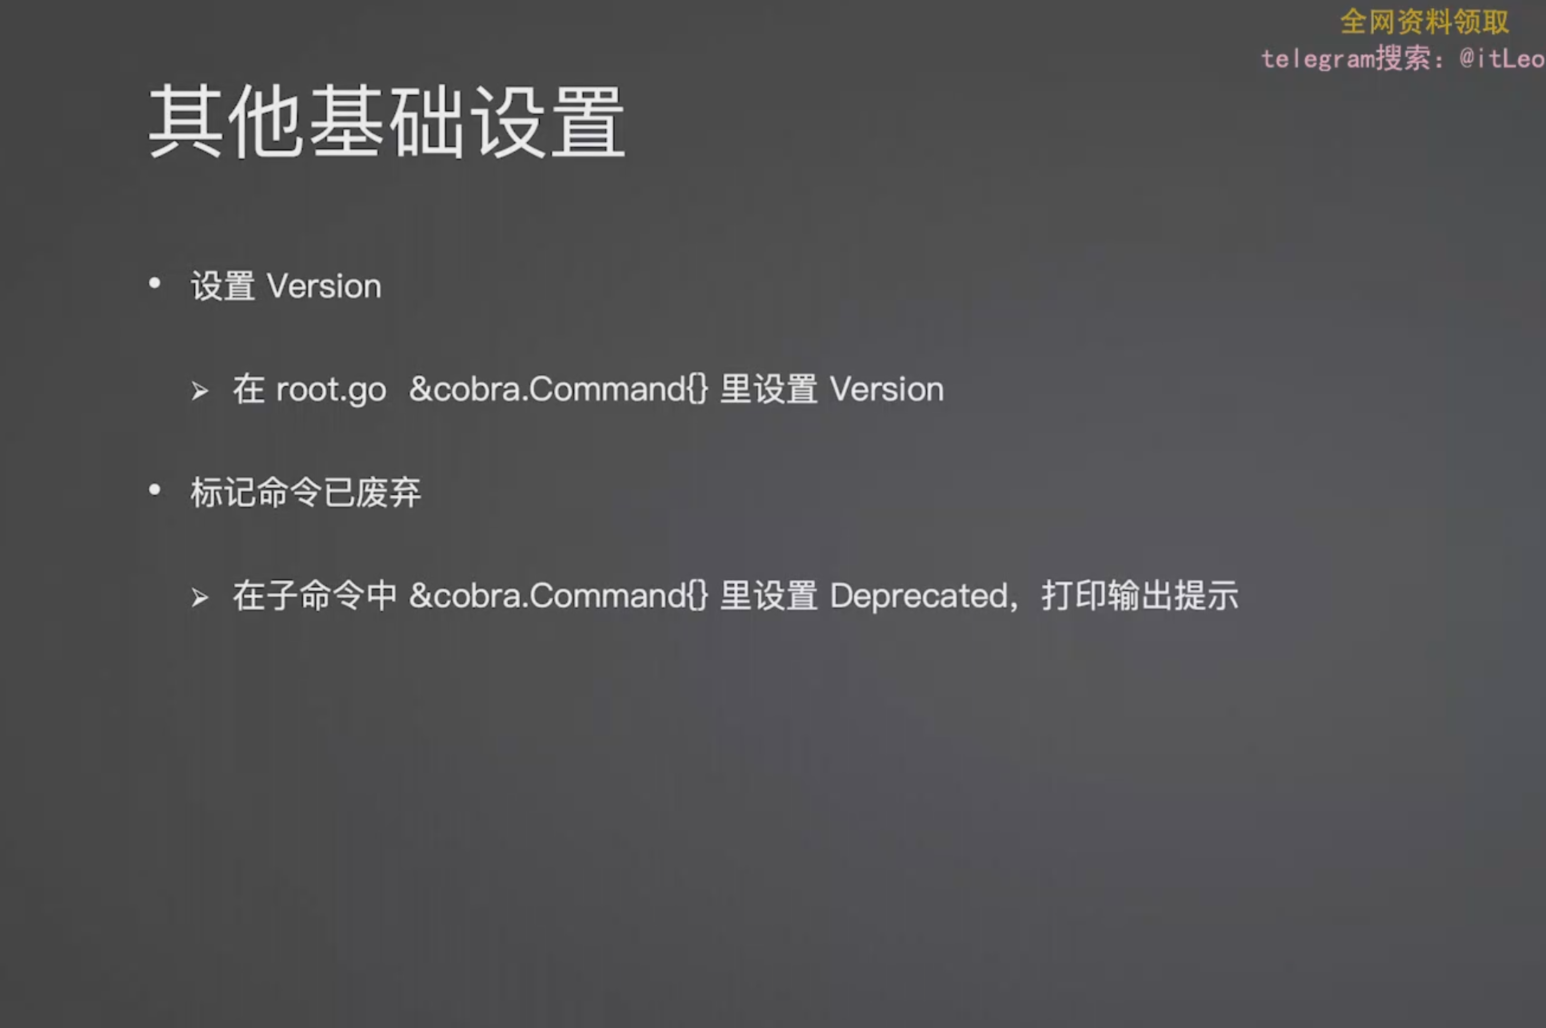 全网资料领取
telegram搜索：@itLeo
其他基础设置
• 设置 Version
➢ 在 root.go &cobra.Command{} 里设置 Version
• 标记命令已废弃
➢ 在子命令中 &cobra.Command{} 里设置 Deprecated，打印输出提示